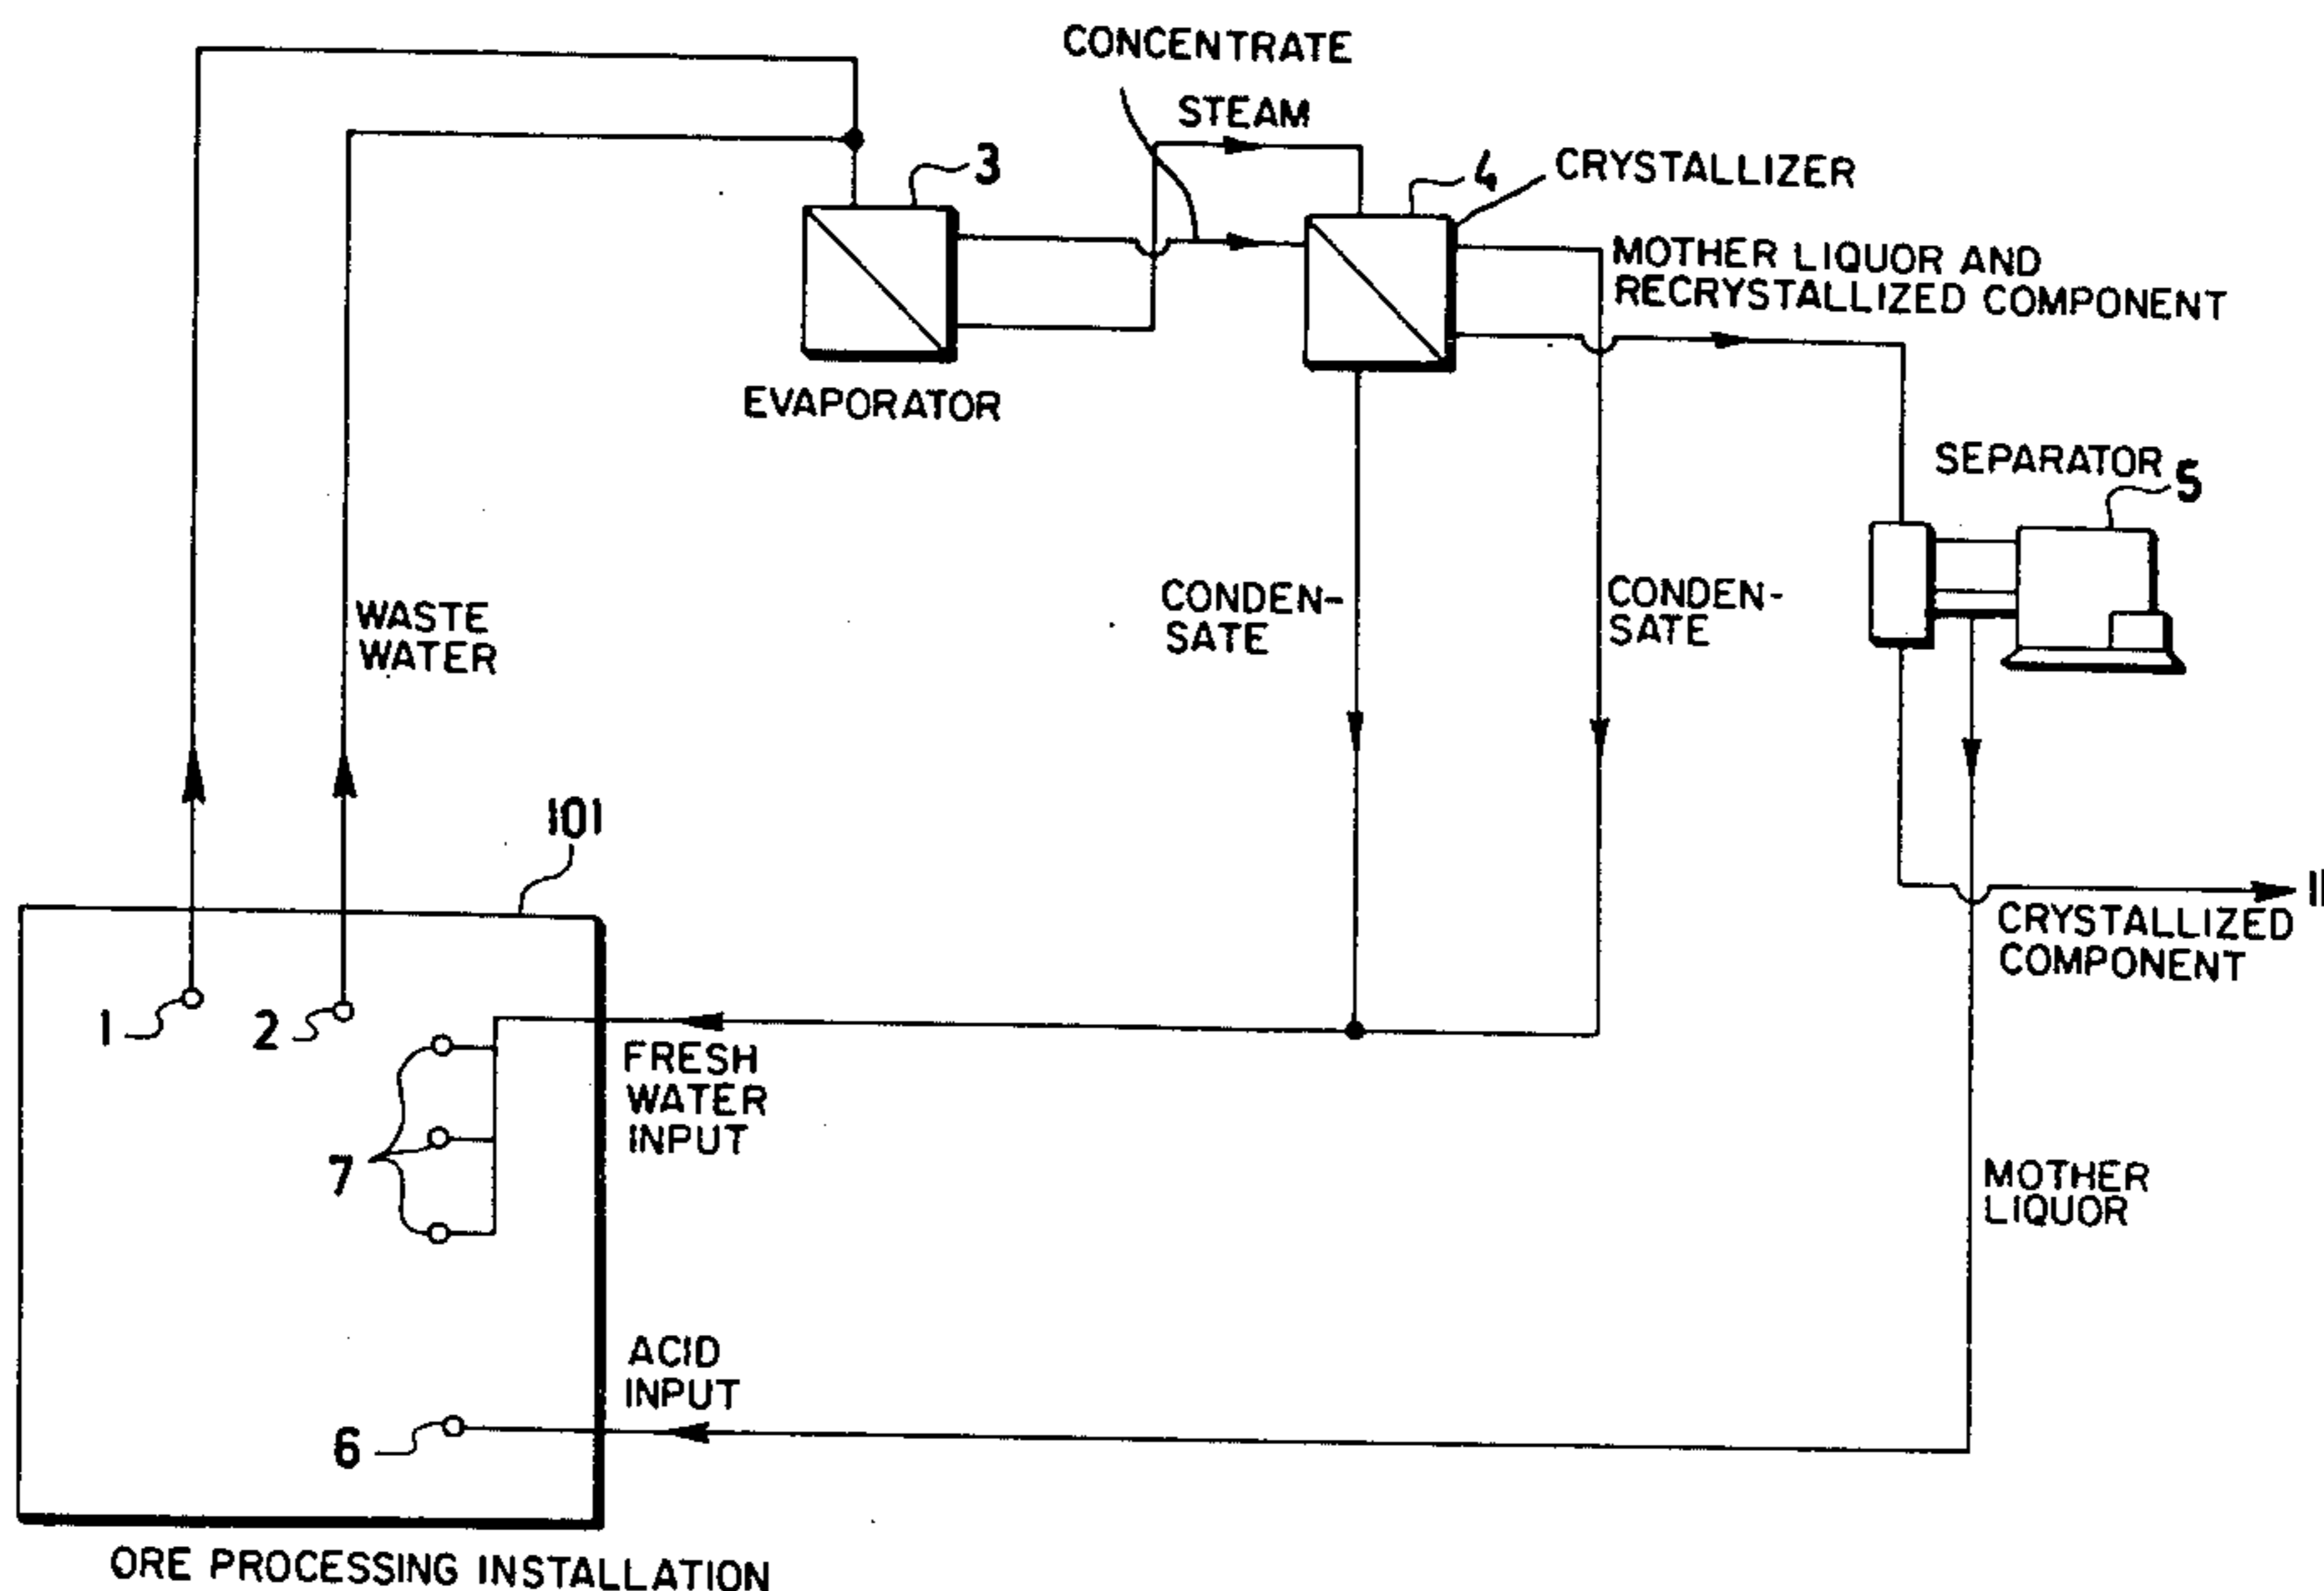 CONCENTRATE
STEAM
3
4
CRYSTALLIZER
MOTHER LIQUOR AND
RECRYSTALLIZED COMPONENT
EVAPORATOR
SEPARATOR 5
WASTE
WATER
CONDEN-
SATE
CONDEN-
SATE
101
CRYSTALLIZED
COMPONENT
1
2
FRESH
WATER
INPUT
7
MOTHER
LIQUOR
ACID
INPUT
6
ORE PROCESSING INSTALLATION